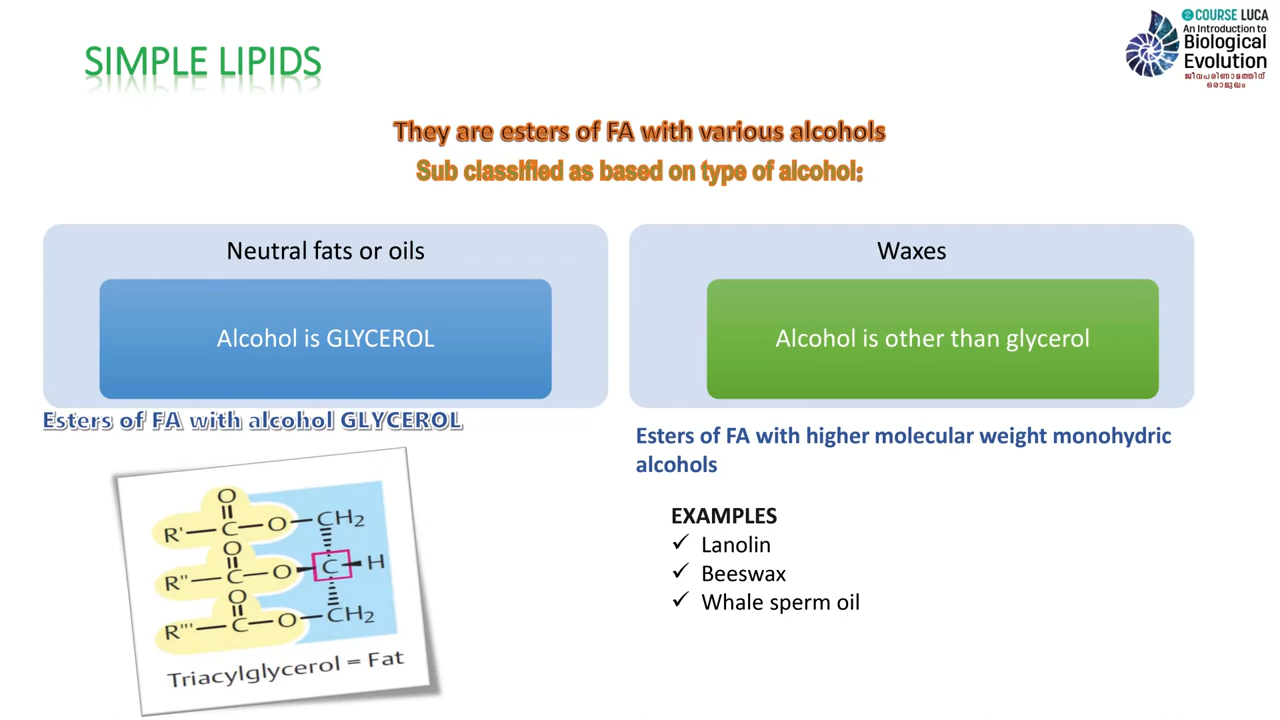 SIMPLE LIPIDS
COURSE LUCA
An Introduction to
Biological
Evolution
ജീവപരിണാമത്തിന്
ഒരാമുഖം
They are esters of FA with various alcohols
Sub classified as based on type of alcohol:
Neutral fats or oils
Alcohol is GLYCEROL
Waxes
Alcohol is other than glycerol
Esters of FA with alcohol GLYCEROL
O
R' C O CH₂
O
R'' C O C H
O
R''' C O CH₂
Triacylglycerol = Fat
Esters of FA with higher molecular weight monohydric
alcohols
EXAMPLES
✓ Lanolin
✓ Beeswax
✓ Whale sperm oil